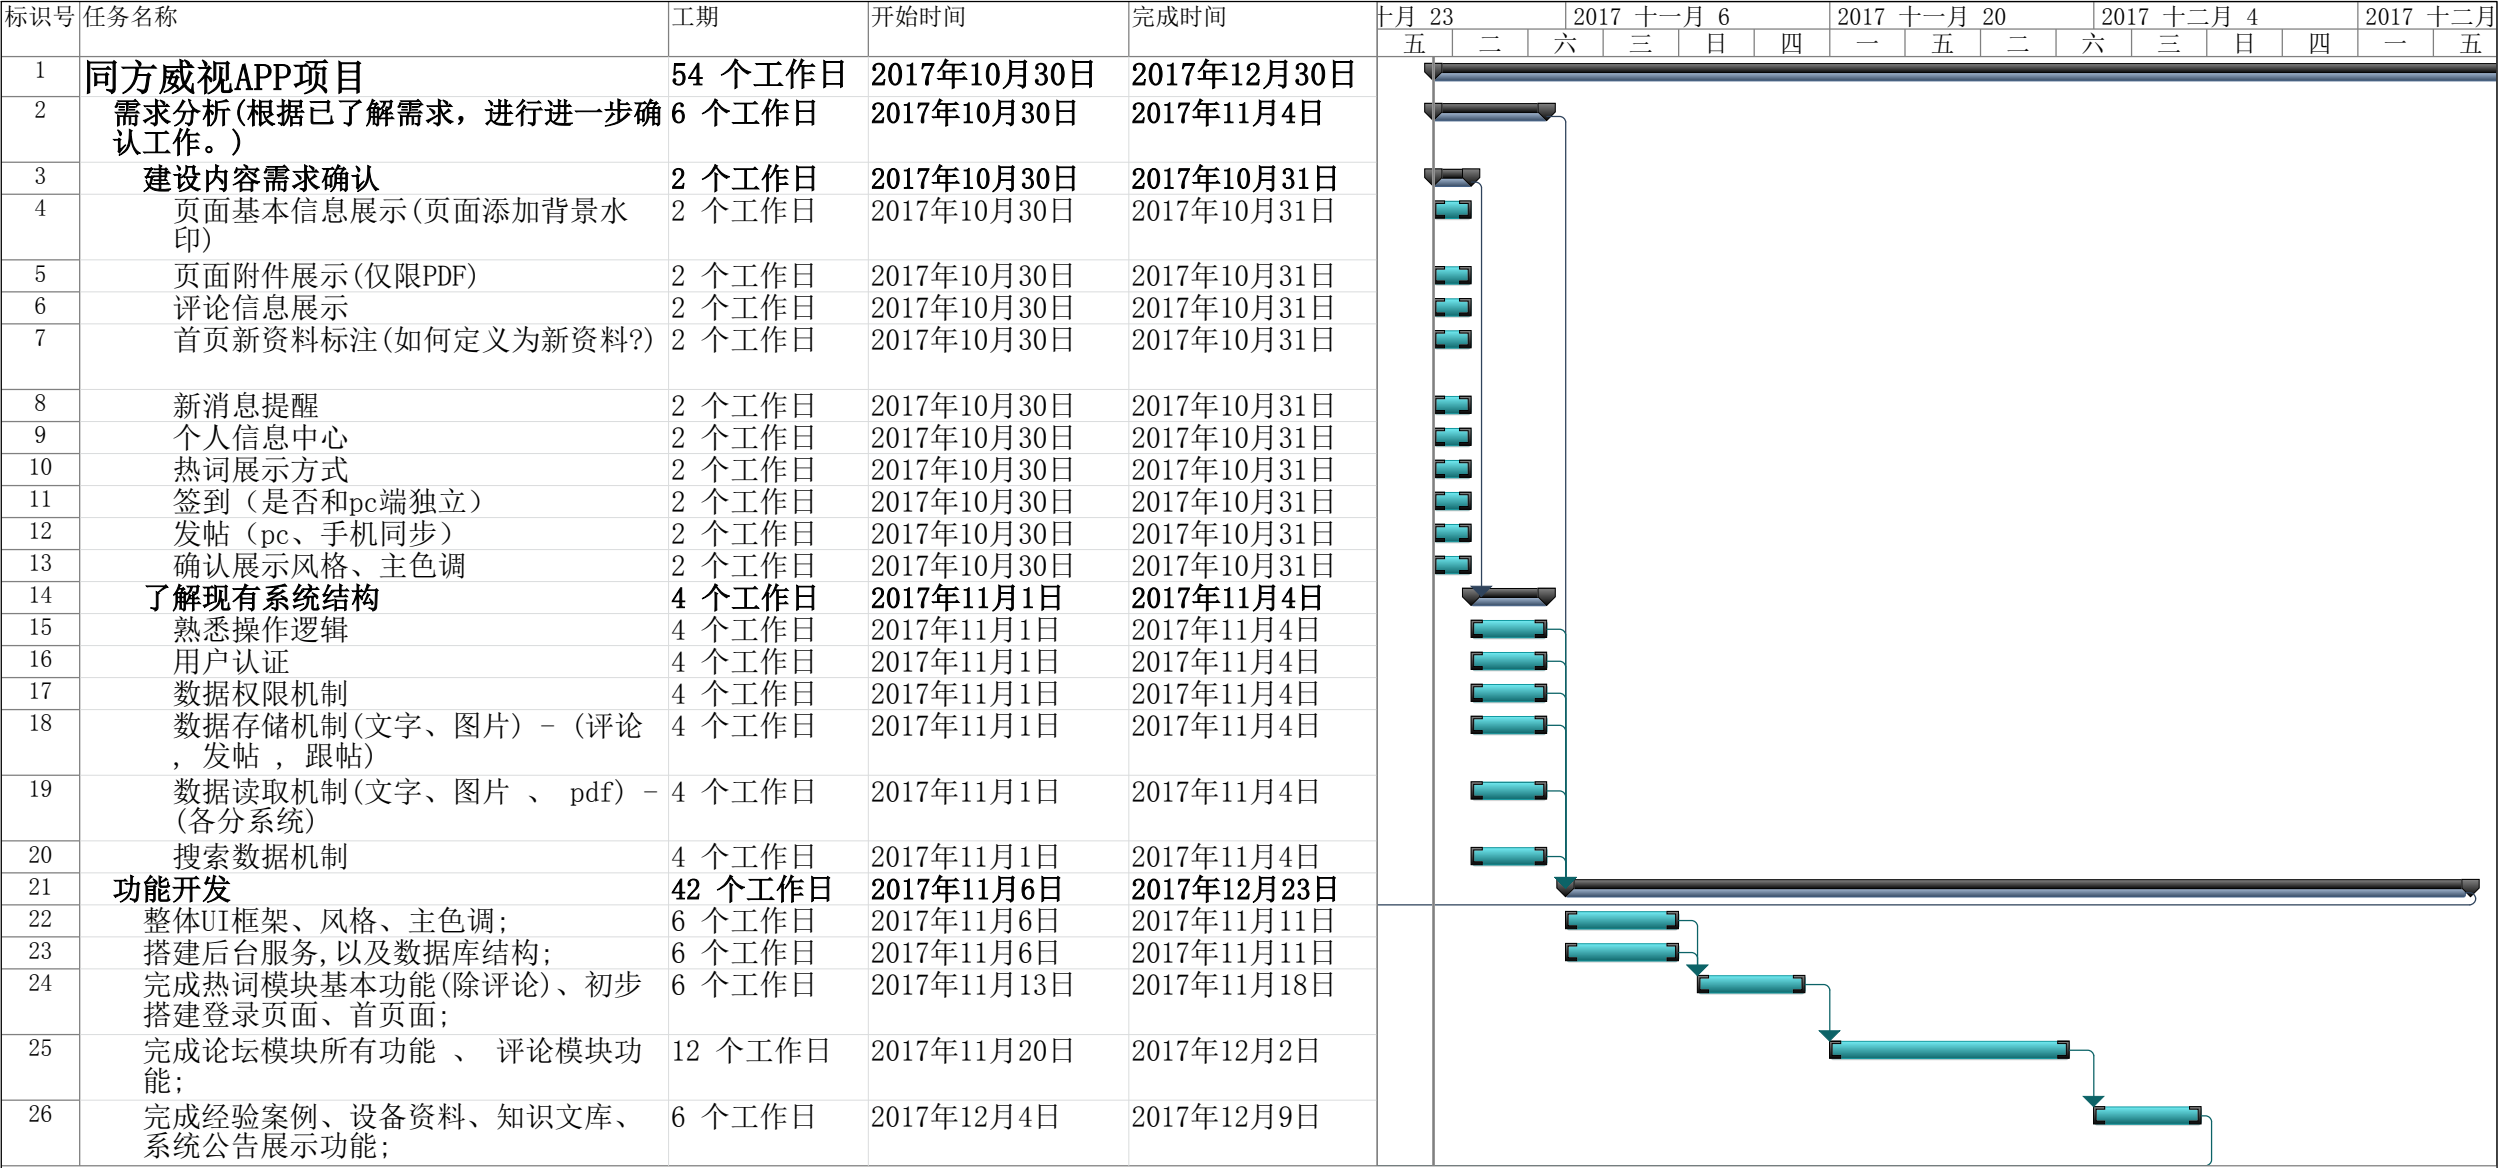 标识号 任务名称 工期 开始时间 完成时间 十月 23 2017 十一月 6 2017 十一月 20 2017 十二月 4 2017 十二月
五 二 六 三 日 四 一 五 二 六 三 日 四 一 五
1 同方威视APP项目 54 个工作日 2017年10月30日 2017年12月30日
2 需求分析(根据已了解需求，进行进一步确 6 个工作日 2017年10月30日 2017年11月4日
认工作。)
3 建设内容需求确认 2 个工作日 2017年10月30日 2017年10月31日
4 页面基本信息展示(页面添加背景水 2 个工作日 2017年10月30日 2017年10月31日
印)
5 页面附件展示(仅限PDF) 2 个工作日 2017年10月30日 2017年10月31日
6 评论信息展示 2 个工作日 2017年10月30日 2017年10月31日
7 首页新资料标注(如何定义为新资料?) 2 个工作日 2017年10月30日 2017年10月31日
8 新消息提醒 2 个工作日 2017年10月30日 2017年10月31日
9 个人信息中心 2 个工作日 2017年10月30日 2017年10月31日
10 热词展示方式 2 个工作日 2017年10月30日 2017年10月31日
11 签到（是否和pc端独立） 2 个工作日 2017年10月30日 2017年10月31日
12 发帖（pc、手机同步） 2 个工作日 2017年10月30日 2017年10月31日
13 确认展示风格、主色调 2 个工作日 2017年10月30日 2017年10月31日
14 了解现有系统结构 4 个工作日 2017年11月1日 2017年11月4日
15 熟悉操作逻辑 4 个工作日 2017年11月1日 2017年11月4日
16 用户认证 4 个工作日 2017年11月1日 2017年11月4日
17 数据权限机制 4 个工作日 2017年11月1日 2017年11月4日
18 数据存储机制(文字、图片) - (评论 4 个工作日 2017年11月1日 2017年11月4日
, 发帖 , 跟帖)
19 数据读取机制(文字、图片 、 pdf) - 4 个工作日 2017年11月1日 2017年11月4日
(各分系统)
20 搜索数据机制 4 个工作日 2017年11月1日 2017年11月4日
21 功能开发 42 个工作日 2017年11月6日 2017年12月23日
22 整体UI框架、风格、主色调; 6 个工作日 2017年11月6日 2017年11月11日
23 搭建后台服务,以及数据库结构; 6 个工作日 2017年11月6日 2017年11月11日
24 完成热词模块基本功能(除评论)、初步 6 个工作日 2017年11月13日 2017年11月18日
搭建登录页面、首页面;
25 完成论坛模块所有功能 、 评论模块功 12 个工作日 2017年11月20日 2017年12月2日
能;
26 完成经验案例、设备资料、知识文库、 6 个工作日 2017年12月4日 2017年12月9日
系统公告展示功能;